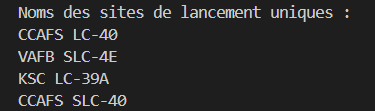 Noms des sites de lancement uniques :
CCAFS LC-40
VAFB SLC-4E
KSC LC-39A
CCAFS SLC-40